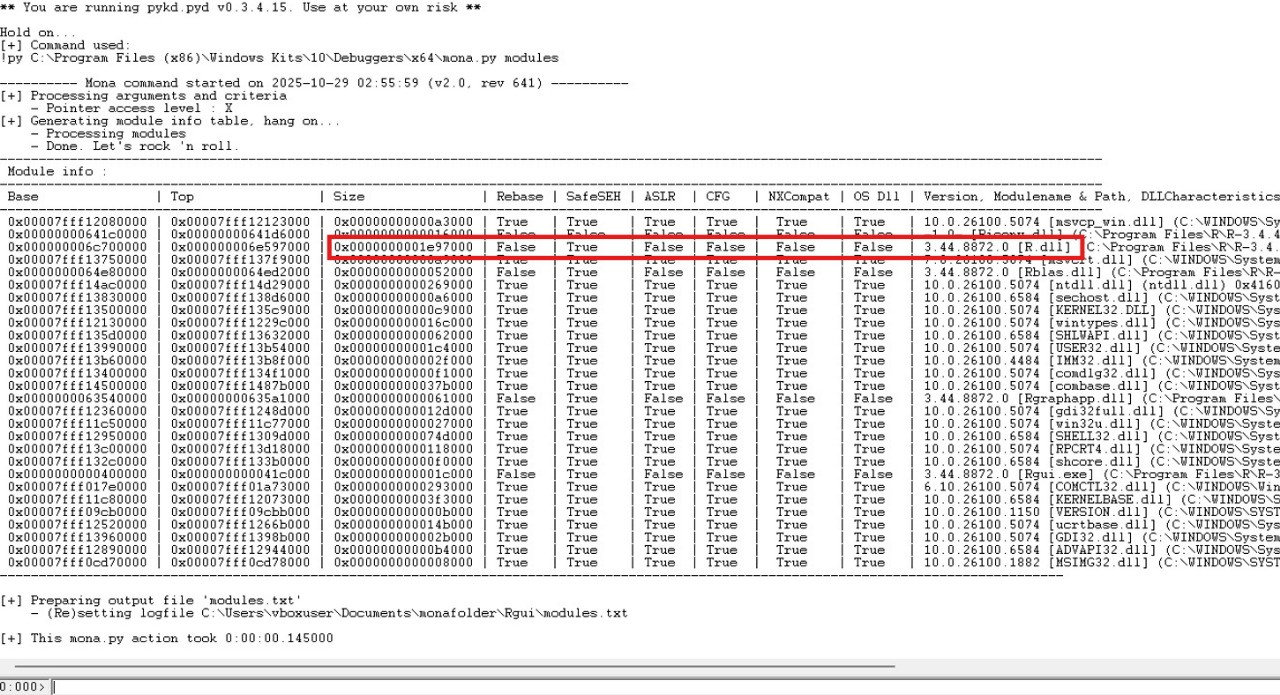 ** You are running pykd.pyd v0.3.4.15. Use at your own risk **
Hold on...
[+] Command used:
!py C:\Program Files (x86)\Windows Kits\10\Debuggers\x64\mona.py modules
---------- Mona command started on 2025-10-29 02:55:59 (v2.0, rev 641) ----------
[+] Processing arguments and criteria
- Pointer access level : X
[+] Generating module info table, hang on...
- Processing modules
- Done. Let's rock 'n roll.
Module info :
Base | Top | Size | Rebase | SafeSEH | ASLR | CFG | NXCompat | OS Dll | Version, Modulename & Path, DLLCharacteristics
0x00007fff12080000 | 0x00007fff12123000 | 0x00000000000a3000 | True | True | True | True | True | True | 10.0.26100.5074 [msvcp_win.dll] (C:\WINDOWS\Sy
0x00000000641c0000 | 0x00000000641d6000 | 0x0000000000016000 | False | False | False | False | False | False | -1.0- [Riconv.dll] (C:\Program Files\R\R-3.4.4
0x000000006c700000 | 0x000000006e597000 | 0x0000000001e97000 | False | True | False | False | False | False | 3.44.8872.0 [R.dll] C:\Program Files\R\R-3.4.
0x00007fff13750000 | 0x00007fff137f9000 | 0x00000000000a9000 | True | True | True | True | True | True | 7.0.26100.5074 [msvcrt.dll] (C:\WINDOWS\System
0x0000000064e80000 | 0x0000000064ed2000 | 0x0000000000052000 | False | True | False | False | False | False | 3.44.8872.0 [Rblas.dll] (C:\Program Files\R\R-
0x00007fff14ac0000 | 0x00007fff14d29000 | 0x0000000000269000 | True | True | True | True | True | True | 10.0.26100.5074 [ntdll.dll] (ntdll.dll) 0x4160
0x00007fff13830000 | 0x00007fff138d6000 | 0x00000000000a6000 | True | True | True | True | True | True | 10.0.26100.6584 [sechost.dll] (C:\WINDOWS\Syst
0x00007fff13500000 | 0x00007fff135c9000 | 0x00000000000c9000 | True | True | True | True | True | True | 10.0.26100.5074 [KERNEL32.DLL] (C:\WINDOWS\Sys
0x00007fff12130000 | 0x00007fff1229c000 | 0x000000000016c000 | True | True | True | True | True | True | 10.0.26100.5074 [wintypes.dll] (C:\WINDOWS\Sys
0x00007fff135d0000 | 0x00007fff13632000 | 0x0000000000062000 | True | True | True | True | True | True | 10.0.26100.6584 [SHLWAPI.dll] (C:\WINDOWS\Syst
0x00007fff13990000 | 0x00007fff13b54000 | 0x00000000001c4000 | True | True | True | True | True | True | 10.0.26100.5074 [USER32.dll] (C:\WINDOWS\Syste
0x00007fff13b60000 | 0x00007fff13b8f000 | 0x000000000002f000 | True | True | True | True | True | True | 10.0.26100.4484 [IMM32.dll] (C:\WINDOWS\System
0x00007fff13400000 | 0x00007fff134f1000 | 0x00000000000f1000 | True | True | True | True | True | True | 10.0.26100.5074 [comdlg32.dll] (C:\WINDOWS\Sys
0x00007fff14500000 | 0x00007fff1487b000 | 0x000000000037b000 | True | True | True | True | True | True | 10.0.26100.5074 [combase.dll] (C:\WINDOWS\Syst
0x0000000063540000 | 0x00000000635a1000 | 0x0000000000061000 | False | True | False | False | False | False | 3.44.8872.0 [Rgraphapp.dll] (C:\Program Files\
0x00007fff12360000 | 0x00007fff1248d000 | 0x000000000012d000 | True | True | True | True | True | True | 10.0.26100.5074 [gdi32full.dll] (C:\WINDOWS\Sy
0x00007fff11c50000 | 0x00007fff11c77000 | 0x0000000000027000 | True | True | True | True | True | True | 10.0.26100.5074 [win32u.dll] (C:\WINDOWS\Syste
0x00007fff12950000 | 0x00007fff1309d000 | 0x000000000074d000 | True | True | True | True | True | True | 10.0.26100.6584 [SHELL32.dll] (C:\WINDOWS\Syst
0x00007fff13c00000 | 0x00007fff13d18000 | 0x0000000000118000 | True | True | True | True | True | True | 10.0.26100.5074 [RPCRT4.dll] (C:\WINDOWS\Syste
0x00007fff132c0000 | 0x00007fff133b0000 | 0x00000000000f0000 | True | True | True | True | True | True | 10.0.26100.5074 [shcore.dll] (C:\WINDOWS\Syste
0x0000000000400000 | 0x000000000041c000 | 0x000000000001c000 | False | True | False | False | False | False | 3.44.8872.0 [Rgui.exe] (C:\Program Files\R\R-3
0x00007fff017e0000 | 0x00007fff01a73000 | 0x0000000000293000 | True | True | True | True | True | True | 6.10.26100.5074 [COMCTL32.dll] (C:\WINDOWS\Win
0x00007fff11c80000 | 0x00007fff12073000 | 0x00000000003f3000 | True | True | True | True | True | True | 10.0.26100.6584 [KERNELBASE.dll] (C:\WINDOWS\S
0x00007fff09cb0000 | 0x00007fff09cbb000 | 0x000000000000b000 | True | True | True | True | True | True | 10.0.26100.1150 [VERSION.dll] (C:\WINDOWS\SYST
0x00007fff12520000 | 0x00007fff1266b000 | 0x000000000014b000 | True | True | True | True | True | True | 10.0.26100.5074 [ucrtbase.dll] (C:\WINDOWS\Sys
0x00007fff13960000 | 0x00007fff1398b000 | 0x000000000002b000 | True | True | True | True | True | True | 10.0.26100.5074 [GDI32.dll] (C:\WINDOWS\System
0x00007fff12890000 | 0x00007fff12944000 | 0x00000000000b4000 | True | True | True | True | True | True | 10.0.26100.6584 [ADVAPI32.dll] (C:\WINDOWS\Sys
0x00007fff0cd70000 | 0x00007fff0cd78000 | 0x0000000000008000 | True | True | True | True | True | True | 10.0.26100.1882 [MSIMG32.dll] (C:\WINDOWS\SYST
[+] Preparing output file 'modules.txt'
- (Re)setting logfile C:\Users\vboxuser\Documents\monafolder\Rgui\modules.txt
[+] This mona.py action took 0:00:00.145000
0:000>